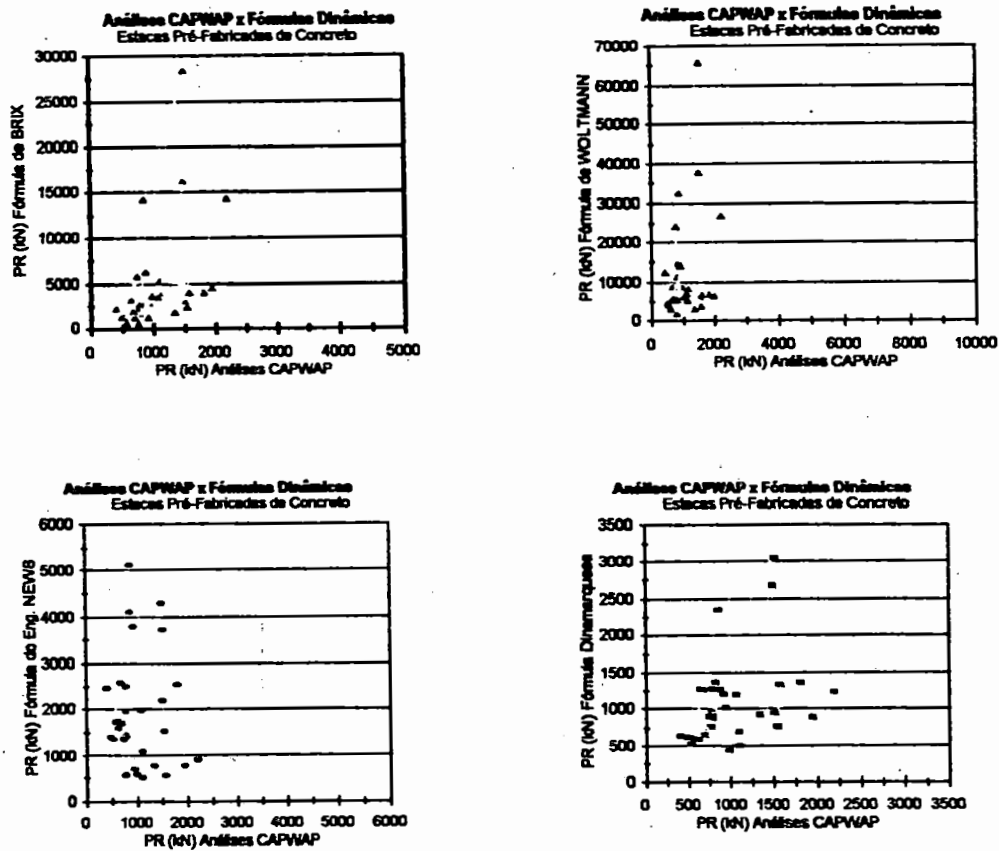 Análises CAPWAP x Fórmulas Dinâmicas
Estacas Pré-Fabricadas de Concreto
30000
25000
20000
15000
10000
5000
0
PR (kN) Fórmula de BRIX
0 1000 2000 3000 4000 5000
PR (kN) Análises CAPWAP
Análises CAPWAP x Fórmulas Dinâmicas
Estacas Pré-Fabricadas de Concreto
70000
60000
50000
40000
30000
20000
10000
0
PR (kN) Fórmula de WOLTMANN
0 2000 4000 6000 8000 10000
PR (kN) Análises CAPWAP
Análises CAPWAP x Fórmulas Dinâmicas
Estacas Pré-Fabricadas de Concreto
6000
5000
4000
3000
2000
1000
0
PR (kN) Fórmula do Eng. NEWS
0 1000 2000 3000 4000 5000 6000
PR (kN) Análises CAPWAP
Análises CAPWAP x Fórmulas Dinâmicas
Estacas Pré-Fabricadas de Concreto
3500
3000
2500
2000
1500
1000
500
0
PR (kN) Fórmula Dinamarquesa
0 500 1000 1500 2000 2500 3000 3500
PR (kN) Análises CAPWAP